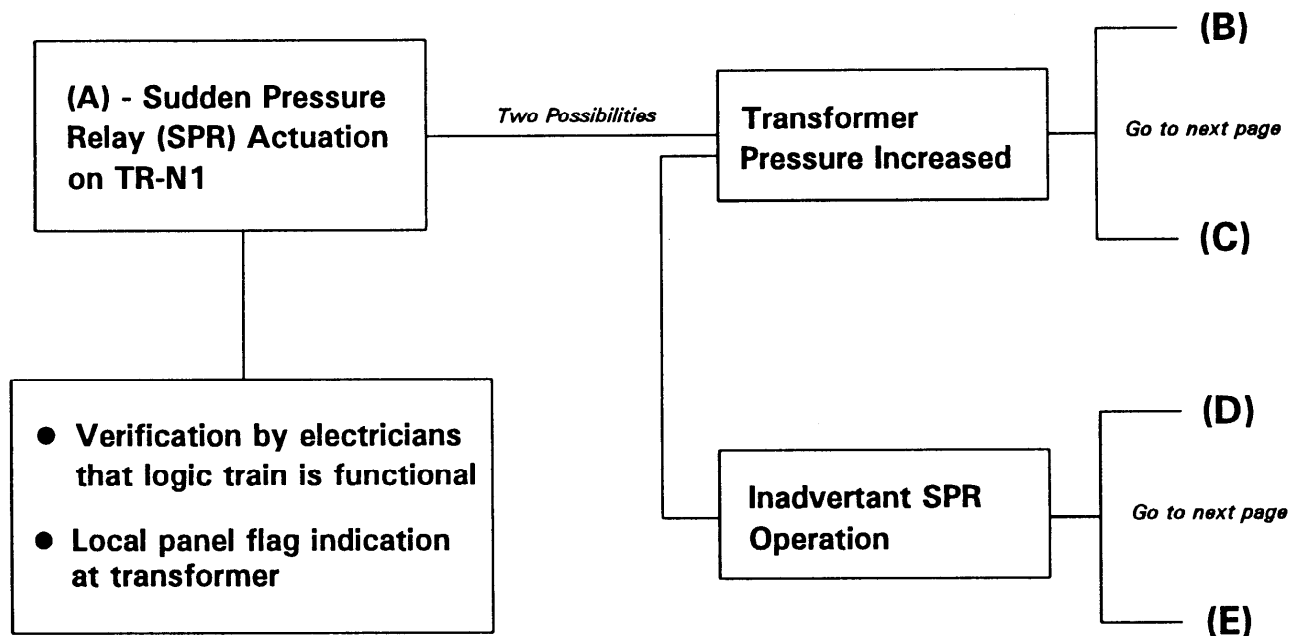 (A) - Sudden Pressure
Relay (SPR) Actuation
on TR-N1
Two Possibilities
Transformer
Pressure Increased
(B)
Go to next page
(C)
● Verification by electricians
that logic train is functional
● Local panel flag indication
at transformer
Inadvertant SPR
Operation
(D)
Go to next page
(E)